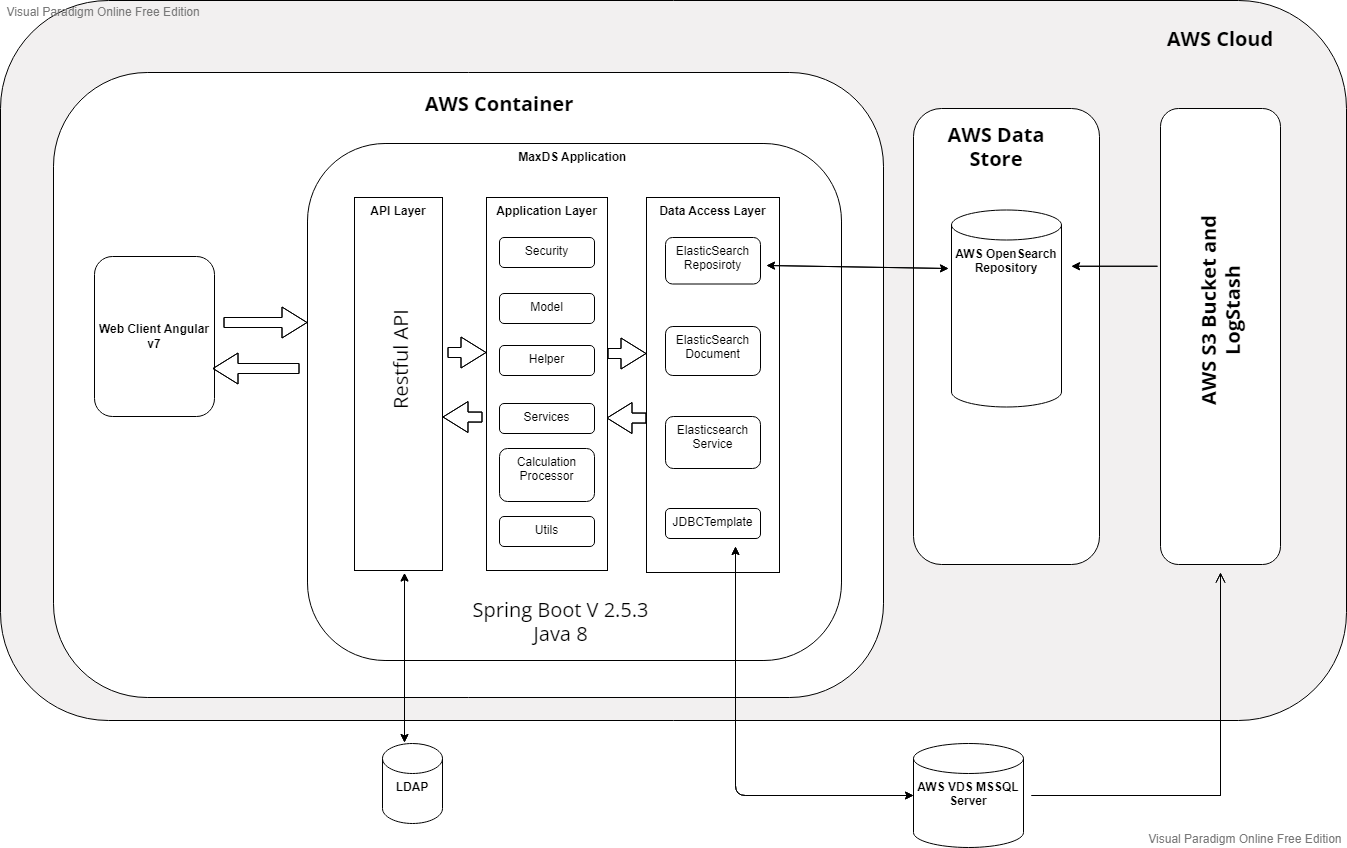 Visual Paradigm Online Free Edition
AWS Cloud
AWS Container
AWS Data
Store
MaxDS Application
API Layer
Restful API
Application Layer
Security
Model
Helper
Services
Calculation
Processor
Utils
Data Access Layer
ElasticSearch
Reposiroty
ElasticSearch
Document
Elasticsearch
Service
JDBCTemplate
AWS OpenSearch
Repository
AWS S3 Bucket and
LogStash
Web Client Angular
v7
Spring Boot V 2.5.3
Java 8
LDAP
AWS VDS MSSQL
Server
Visual Paradigm Online Free Edition